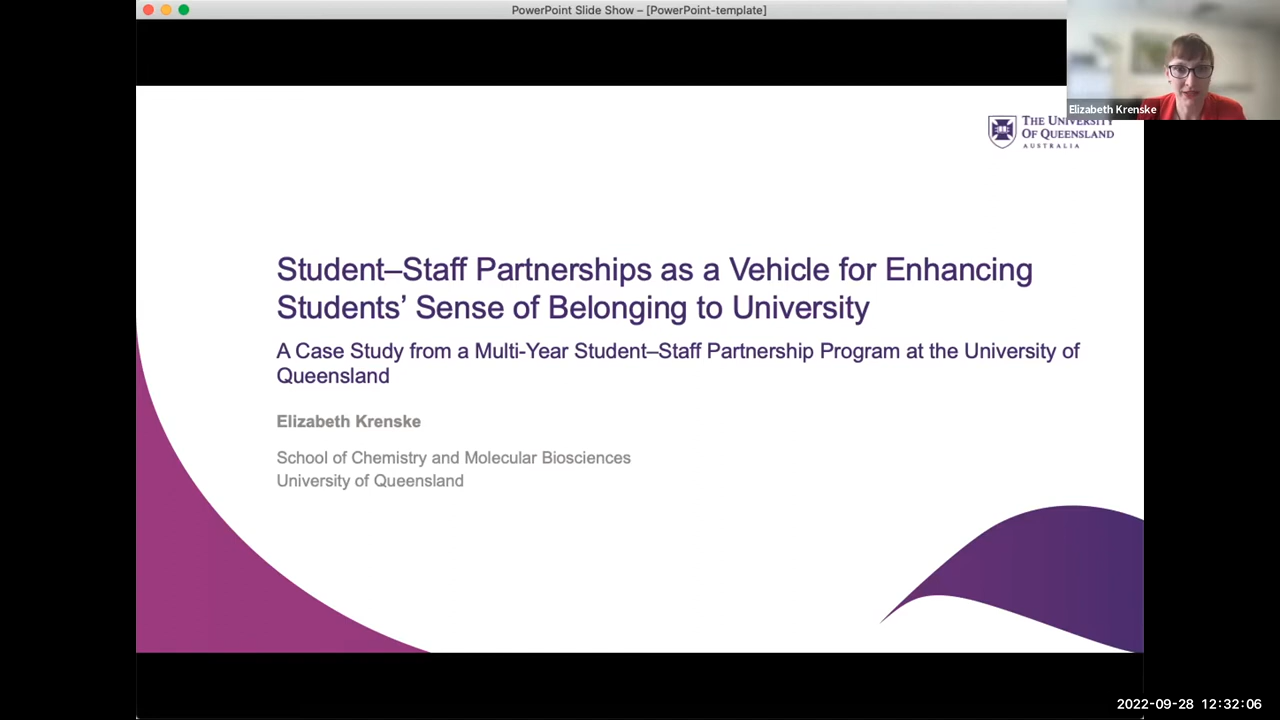 PowerPoint Slide Show – [PowerPoint-template]
Elizabeth Krenske
THE UNIVERSITY
OF QUEENSLAND
AUSTRALIA
Student–Staff Partnerships as a Vehicle for Enhancing
Students’ Sense of Belonging to University
A Case Study from a Multi-Year Student–Staff Partnership Program at the University of
Queensland
Elizabeth Krenske
School of Chemistry and Molecular Biosciences
University of Queensland
2022-09-28 12:32:06